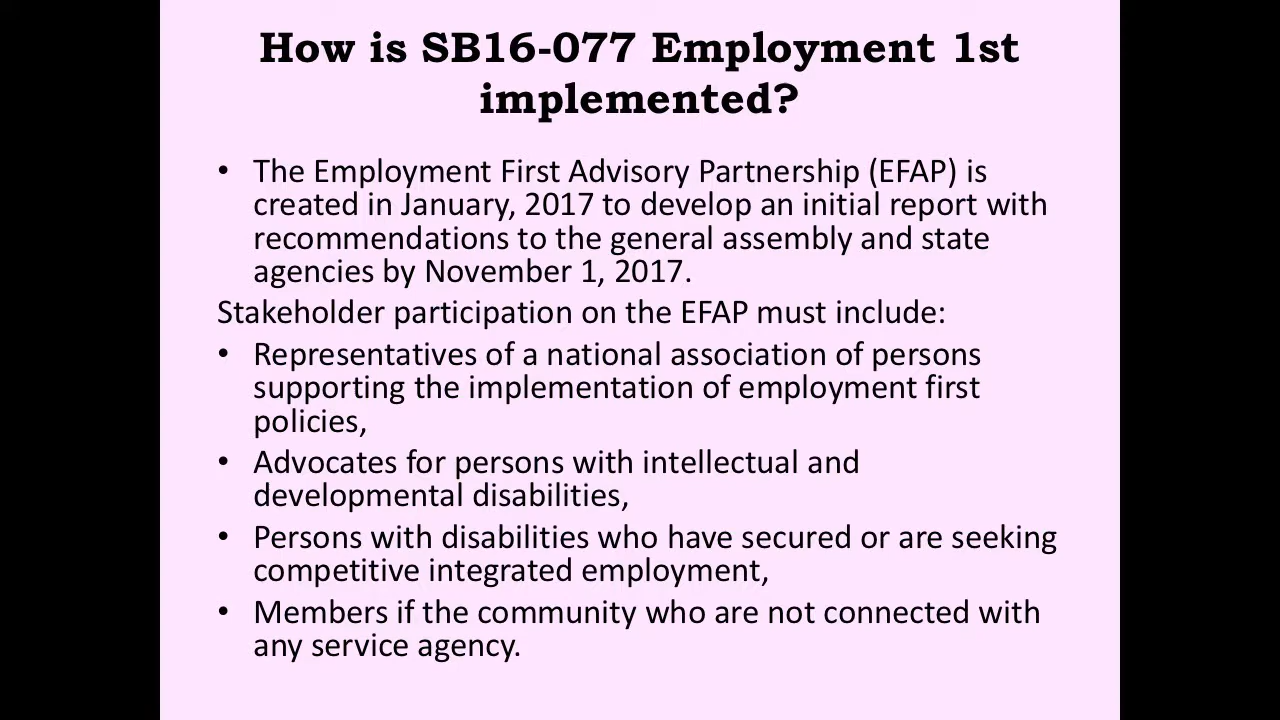 How is SB16-077 Employment 1st
implemented?
• The Employment First Advisory Partnership (EFAP) is
created in January, 2017 to develop an initial report with
recommendations to the general assembly and state
agencies by November 1, 2017.
Stakeholder participation on the EFAP must include:
• Representatives of a national association of persons
supporting the implementation of employment first
policies,
• Advocates for persons with intellectual and
developmental disabilities,
• Persons with disabilities who have secured or are seeking
competitive integrated employment,
• Members if the community who are not connected with
any service agency.